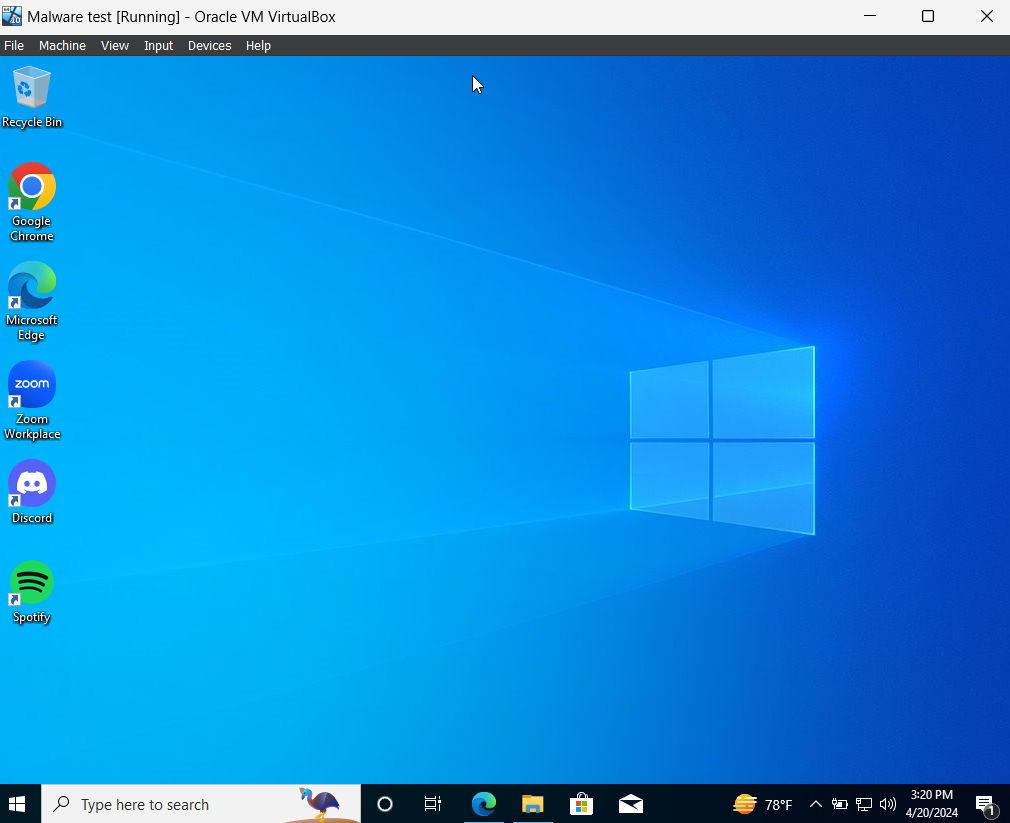 Malware test [Running] - Oracle VM VirtualBox
File Machine View Input Devices Help
Recycle Bin
Google
Chrome
Microsoft
Edge
zoom
Zoom
Workplace
Discord
Spotify
Type here to search
78°F
3:20 PM
4/20/2024
1